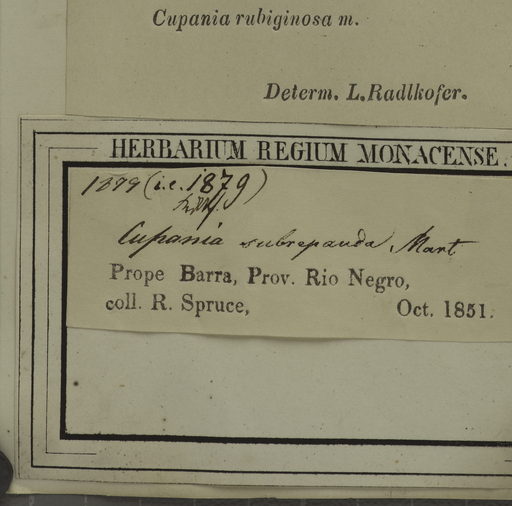 Cupania rubiginosa m.
Determ. L. Radlkofer.
HERBARIUM REGIUM MONACENSE.
1579 (i.e. 1879)
Cupania subrepanda Mart
Prope Barra, Prov. Rio Negro,
coll. R. Spruce, Oct. 1851.